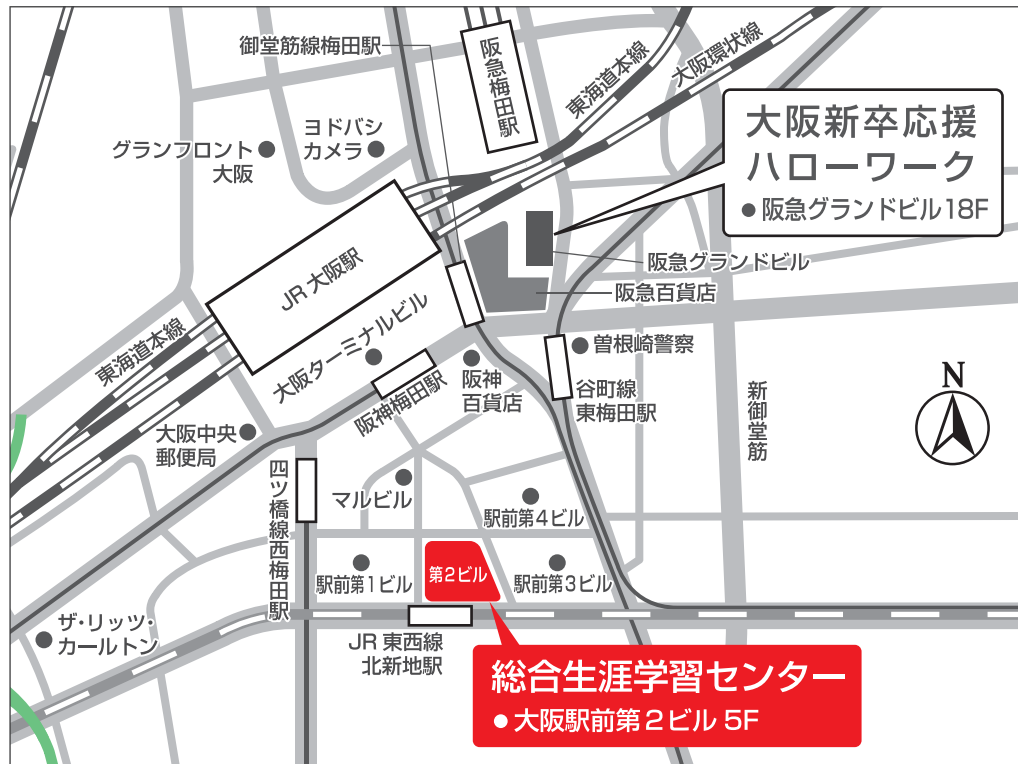 御堂筋線梅田駅
阪急梅田駅
東海道本線
大阪環状線
大阪新卒応援
ハローワーク
● 阪急グランドビル18F
ヨドバシ
カメラ
グランフロント
大阪
阪急グランドビル
阪急百貨店
JR 大阪駅
東海道本線
大阪ターミナルビル
阪神梅田駅
阪神
百貨店
曽根崎警察
谷町線
東梅田駅
新御堂筋
N
大阪中央
郵便局
四ツ橋線西梅田駅
マルビル
駅前第4ビル
駅前第1ビル
第2ビル
駅前第3ビル
ザ・リッツ・
カールトン
JR 東西線
北新地駅
総合生涯学習センター
● 大阪駅前第2ビル 5F